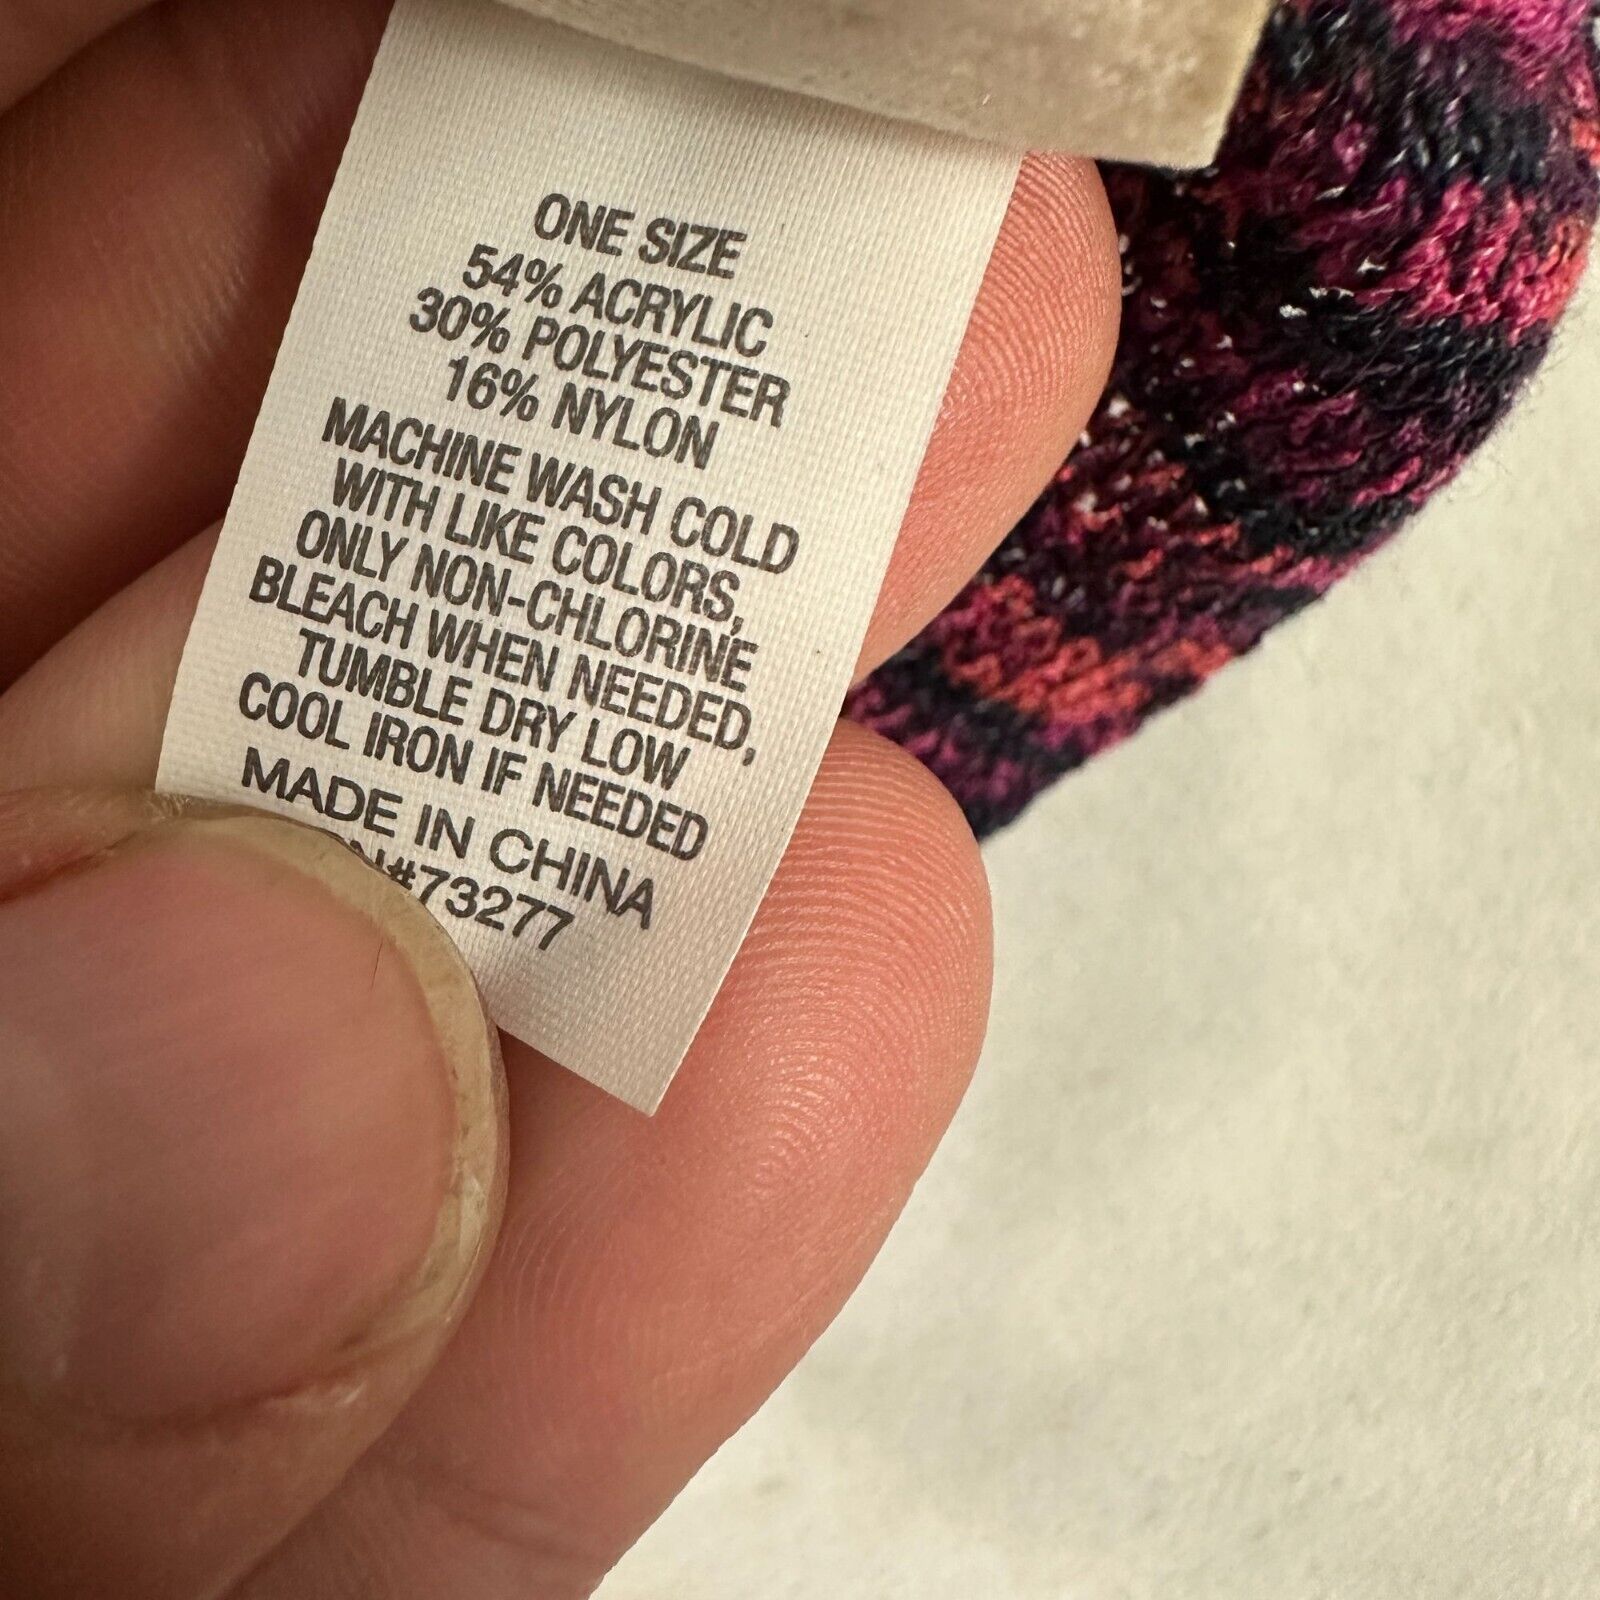 ONE SIZE
54% ACRYLIC
30% POLYESTER
16% NYLON
MACHINE WASH COLD
WITH LIKE COLORS,
ONLY NON-CHLORINE
BLEACH WHEN NEEDED,
TUMBLE DRY LOW
COOL IRON IF NEEDED
MADE IN CHINA
N#73277